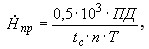 Ḣпр = 0,5·10³·ПД / tс·n·T ,